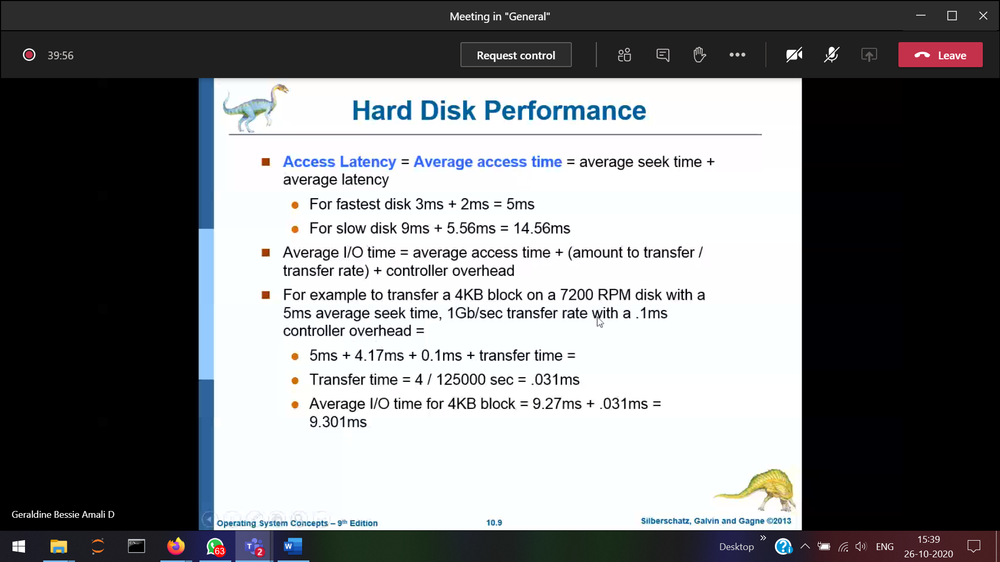 Meeting in "General"
39:56
Request control
Leave
Hard Disk Performance
Access Latency = Average access time = average seek time +
average latency
For fastest disk 3ms + 2ms = 5ms
For slow disk 9ms + 5.56ms = 14.56ms
Average I/O time = average access time + (amount to transfer /
transfer rate) + controller overhead
For example to transfer a 4KB block on a 7200 RPM disk with a
5ms average seek time, 1Gb/sec transfer rate with a .1ms
controller overhead =
5ms + 4.17ms + 0.1ms + transfer time =
Transfer time = 4 / 125000 sec = .031ms
Average I/O time for 4KB block = 9.27ms + .031ms =
9.301ms
Geraldine Bessie Amali D
Operating System Concepts – 9th Edition
10.9
Silberschatz, Galvin and Gagne ©2013
63
T
2
W
Desktop
ENG
15:39
26-10-2020